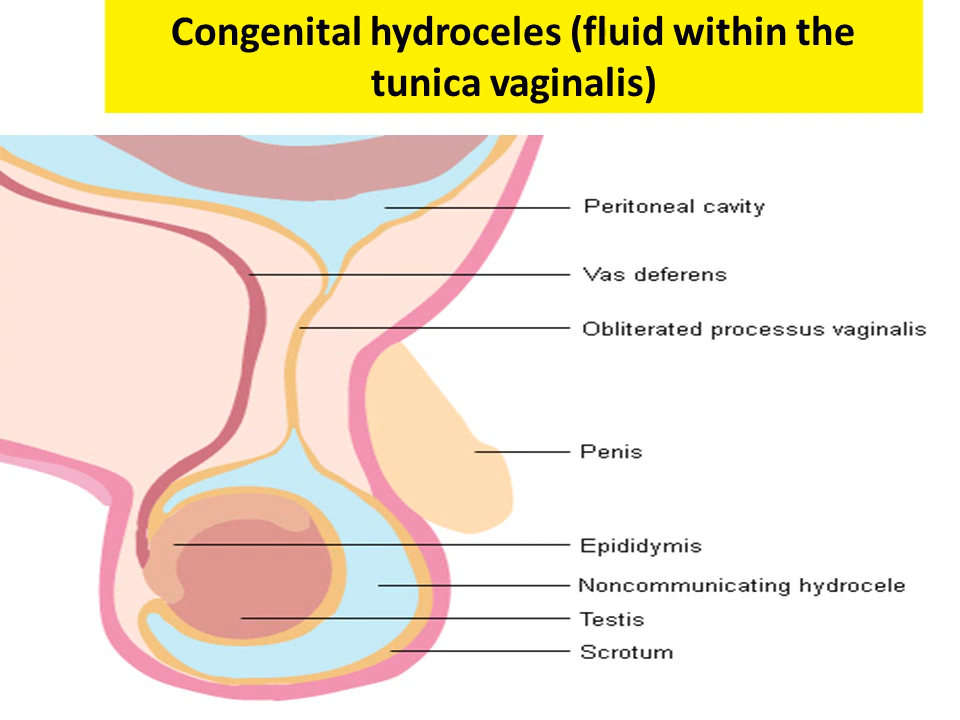 Congenital hydroceles (fluid within the
tunica vaginalis)
Peritoneal cavity
Vas deferens
Obliterated processus vaginalis
Penis
Epididymis
Noncommunicating hydrocele
Testis
Scrotum